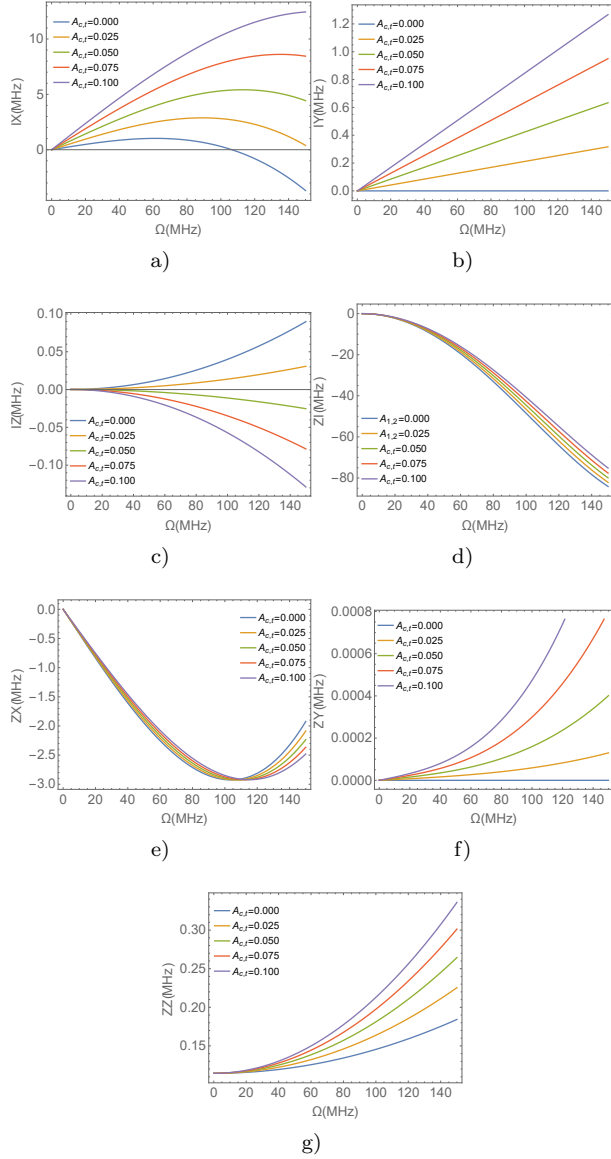 IX(MHz)
10
5
0
A_{c,t}=0.000
A_{c,t}=0.025
A_{c,t}=0.050
A_{c,t}=0.075
A_{c,t}=0.100
0 20 40 60 80 100 120 140
Ω(MHz)
a)
IY(MHz)
1.2
1.0
0.8
0.6
0.4
0.2
0.0
A_{c,t}=0.000
A_{c,t}=0.025
A_{c,t}=0.050
A_{c,t}=0.075
A_{c,t}=0.100
0 20 40 60 80 100 120 140
Ω(MHz)
b)
IZ(MHz)
0.10
0.05
0.00
-0.05
-0.10
A_{c,t}=0.000
A_{c,t}=0.025
A_{c,t}=0.050
A_{c,t}=0.075
A_{c,t}=0.100
0 20 40 60 80 100 120 140
Ω(MHz)
c)
ZI(MHz)
0
-20
-40
-60
-80
A_{1,2}=0.000
A_{1,2}=0.025
A_{c,t}=0.050
A_{c,t}=0.075
A_{c,t}=0.100
0 20 40 60 80 100 120 140
Ω(MHz)
d)
ZX(MHz)
0.0
-0.5
-1.0
-1.5
-2.0
-2.5
-3.0
A_{c,t}=0.000
A_{c,t}=0.025
A_{c,t}=0.050
A_{c,t}=0.075
A_{c,t}=0.100
0 20 40 60 80 100 120 140
Ω(MHz)
e)
ZY(MHz)
0.0008
0.0006
0.0004
0.0002
0.0000
A_{c,t}=0.000
A_{c,t}=0.025
A_{c,t}=0.050
A_{c,t}=0.075
A_{c,t}=0.100
0 20 40 60 80 100 120 140
Ω(MHz)
f)
ZZ(MHz)
0.30
0.25
0.20
0.15
A_{c,t}=0.000
A_{c,t}=0.025
A_{c,t}=0.050
A_{c,t}=0.075
A_{c,t}=0.100
0 20 40 60 80 100 120 140
Ω(MHz)
g)